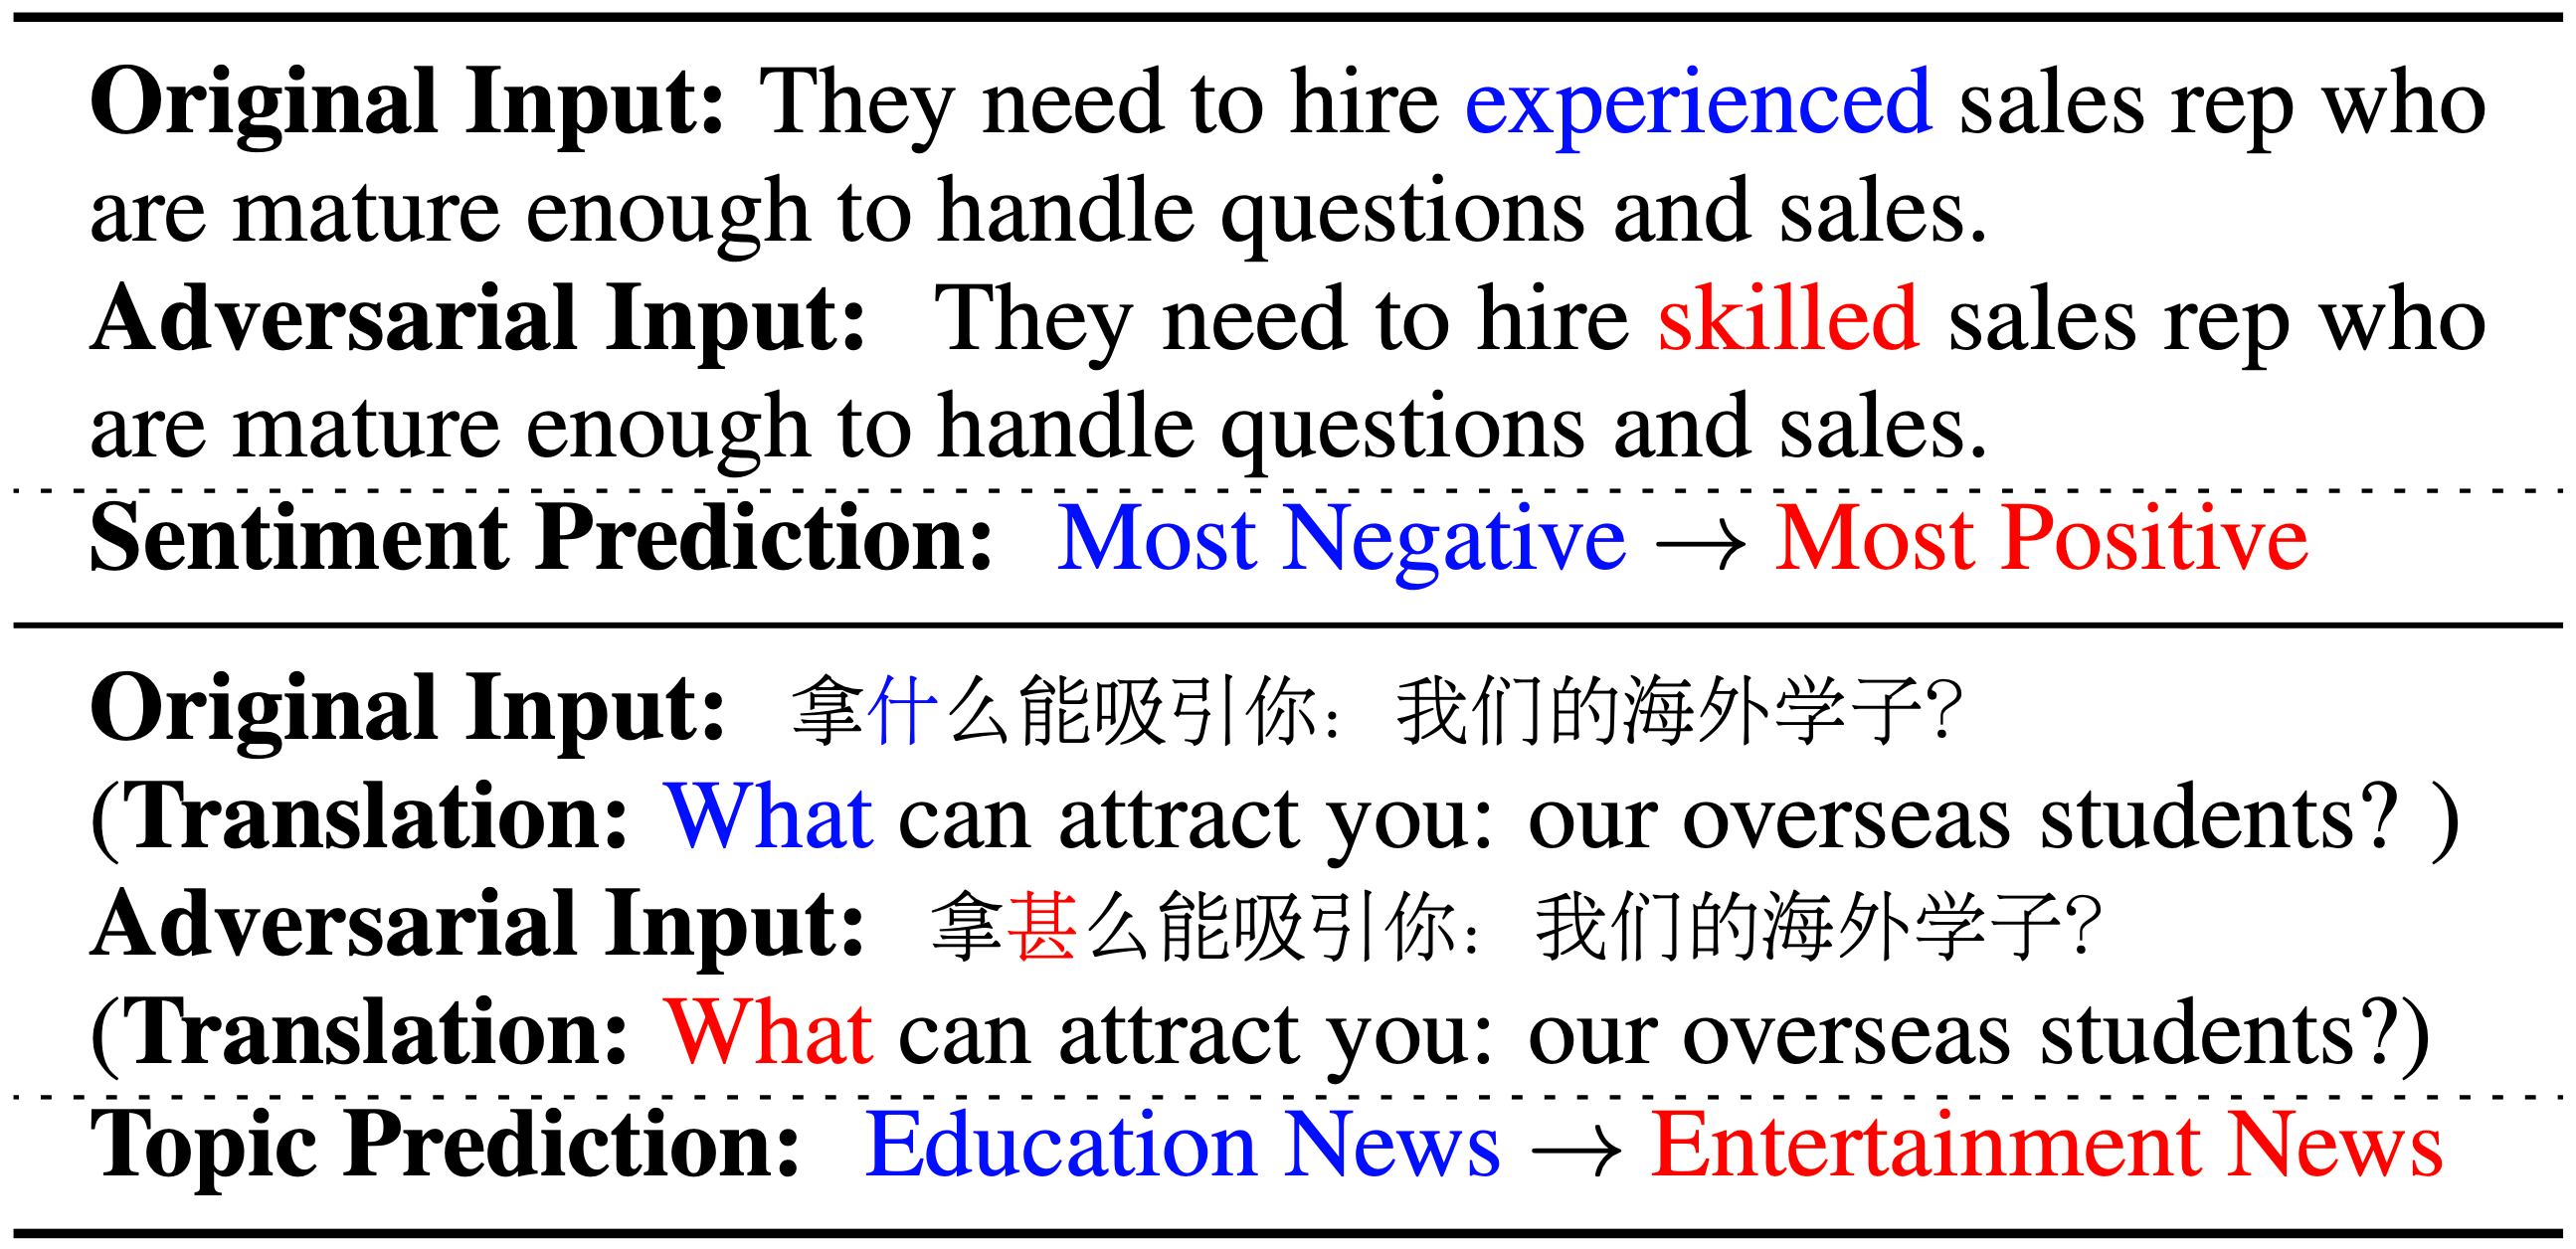 Original Input: They need to hire experienced sales rep who
are mature enough to handle questions and sales.
Adversarial Input: They need to hire skilled sales rep who
are mature enough to handle questions and sales.
Sentiment Prediction: Most Negative → Most Positive
Original Input: 拿什么能吸引你：我们的海外学子？
(Translation: What can attract you: our overseas students? )
Adversarial Input: 拿甚么能吸引你：我们的海外学子？
(Translation: What can attract you: our overseas students?)
Topic Prediction: Education News → Entertainment News